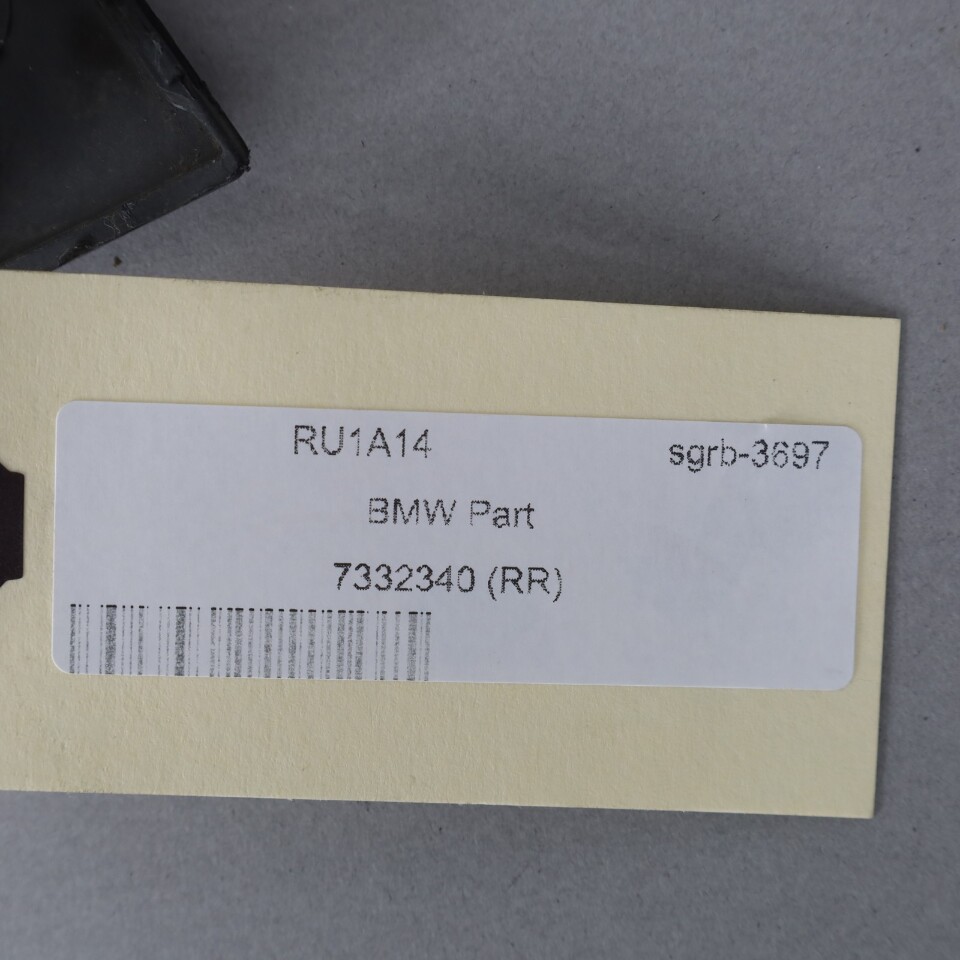 RU1A14 sgrb-3697
BMW Part
7332340 (RR)